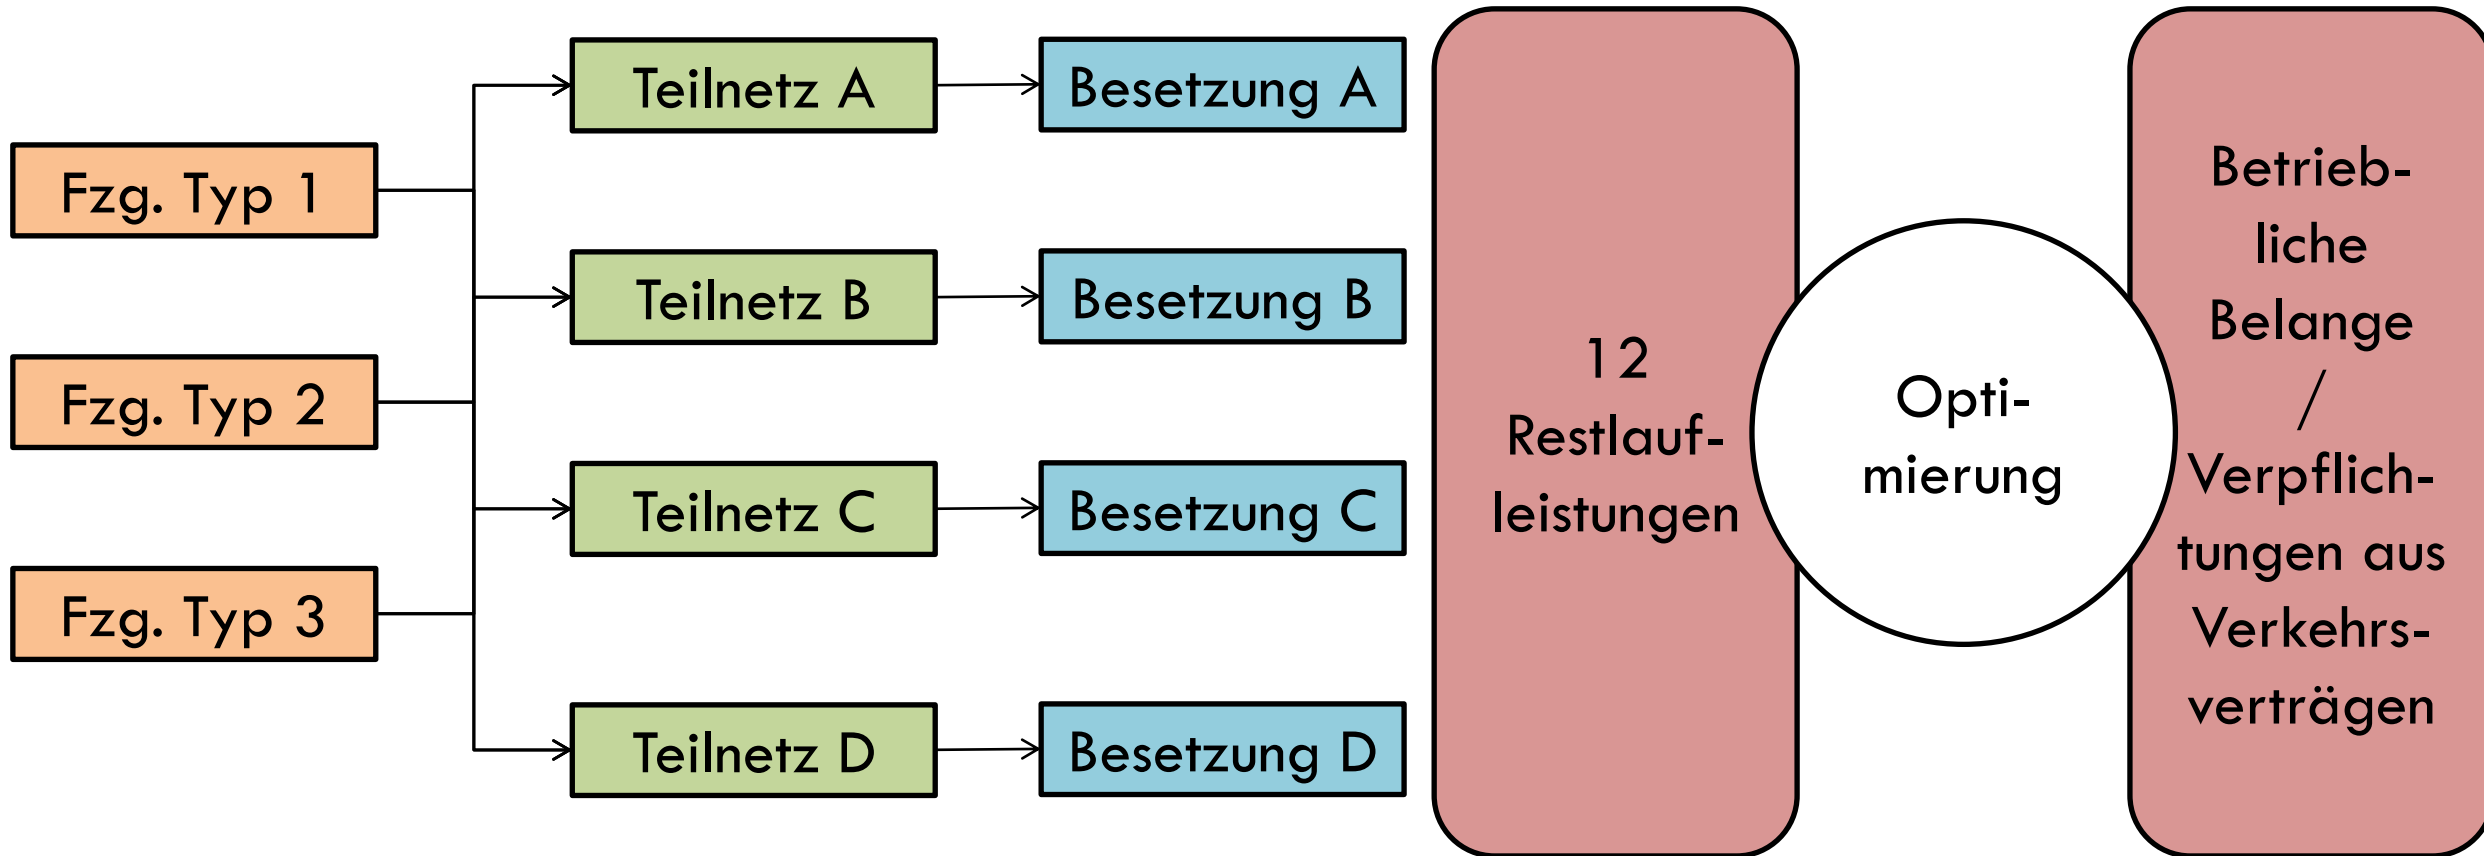 Fzg. Typ 1
Fzg. Typ 2
Fzg. Typ 3
Teilnetz A
Teilnetz B
Teilnetz C
Teilnetz D
Besetzung A
Besetzung B
Besetzung C
Besetzung D
12
Restlauf-
leistungen
Opti-
mierung
Betrieb-
liche
Belange
/
Verpflich-
tungen aus
Verkehrs-
verträgen